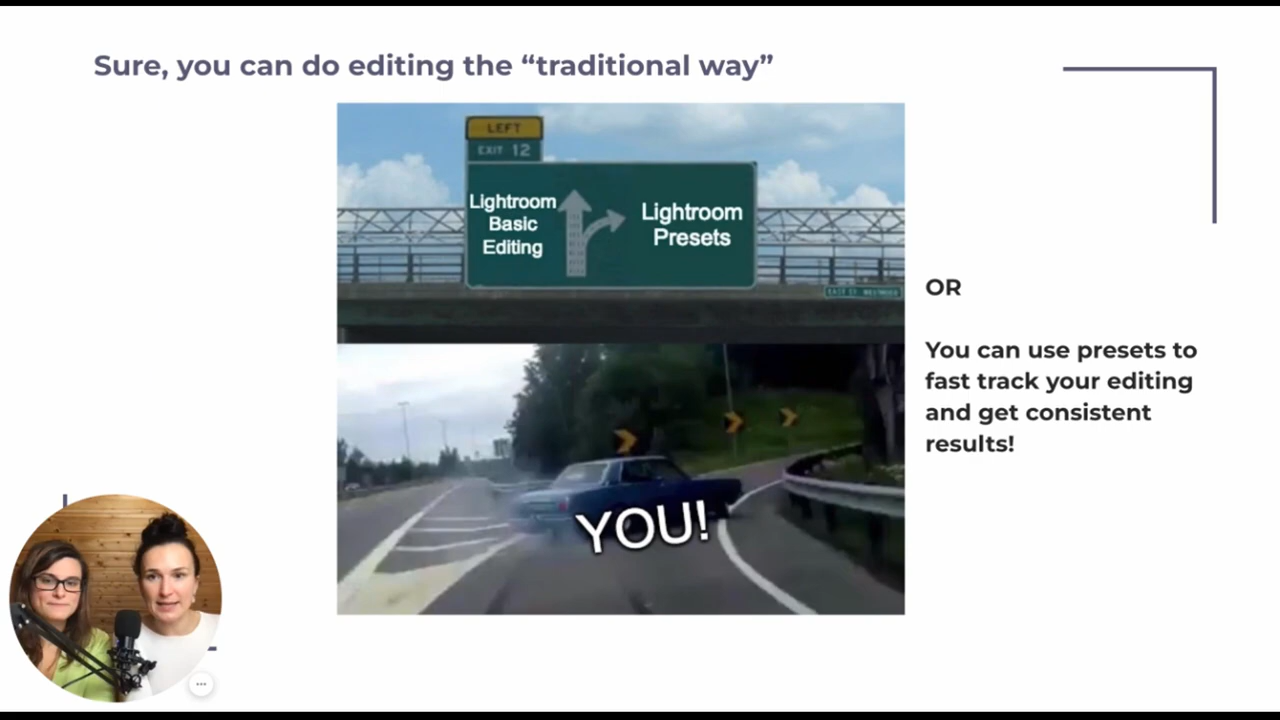 Sure, you can do editing the “traditional way”
LEFT
EXIT 12
Lightroom
Basic
Editing
Lightroom
Presets
OR
You can use presets to
fast track your editing
and get consistent
results!
YOU!